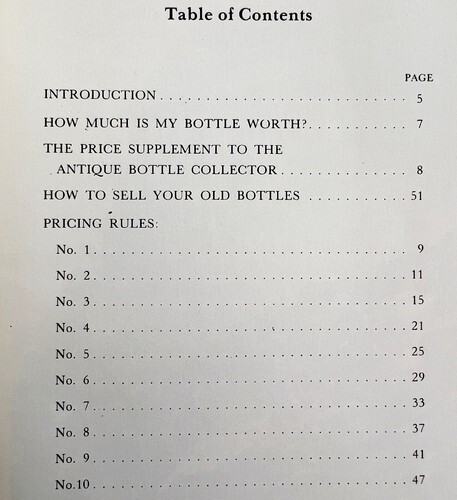 Table of Contents
PAGE
INTRODUCTION . . . . . . . . . . . . . . . . . . . . . . . . . . 5
HOW MUCH IS MY BOTTLE WORTH? . . . . . . . . . . 7
THE PRICE SUPPLEMENT TO THE
ANTIQUE BOTTLE COLLECTOR . . . . . . . . . . . . . 8
HOW TO SELL YOUR OLD BOTTLES . . . . . . . . . . . 51
PRICING RULES:
No. 1 . . . . . . . . . . . . . . . . . . . . . . . . . . . . . . . . 9
No. 2 . . . . . . . . . . . . . . . . . . . . . . . . . . . . . . . . 11
No. 3 . . . . . . . . . . . . . . . . . . . . . . . . . . . . . . . . 15
No. 4 . . . . . . . . . . . . . . . . . . . . . . . . . . . . . . . . 21
No. 5 . . . . . . . . . . . . . . . . . . . . . . . . . . . . . . . . 25
No. 6 . . . . . . . . . . . . . . . . . . . . . . . . . . . . . . . . 29
No. 7 . . . . . . . . . . . . . . . . . . . . . . . . . . . . . . . . 33
No. 8 . . . . . . . . . . . . . . . . . . . . . . . . . . . . . . . . 37
No. 9 . . . . . . . . . . . . . . . . . . . . . . . . . . . . . . . . 41
No.10 . . . . . . . . . . . . . . . . . . . . . . . . . . . . . . . . 47